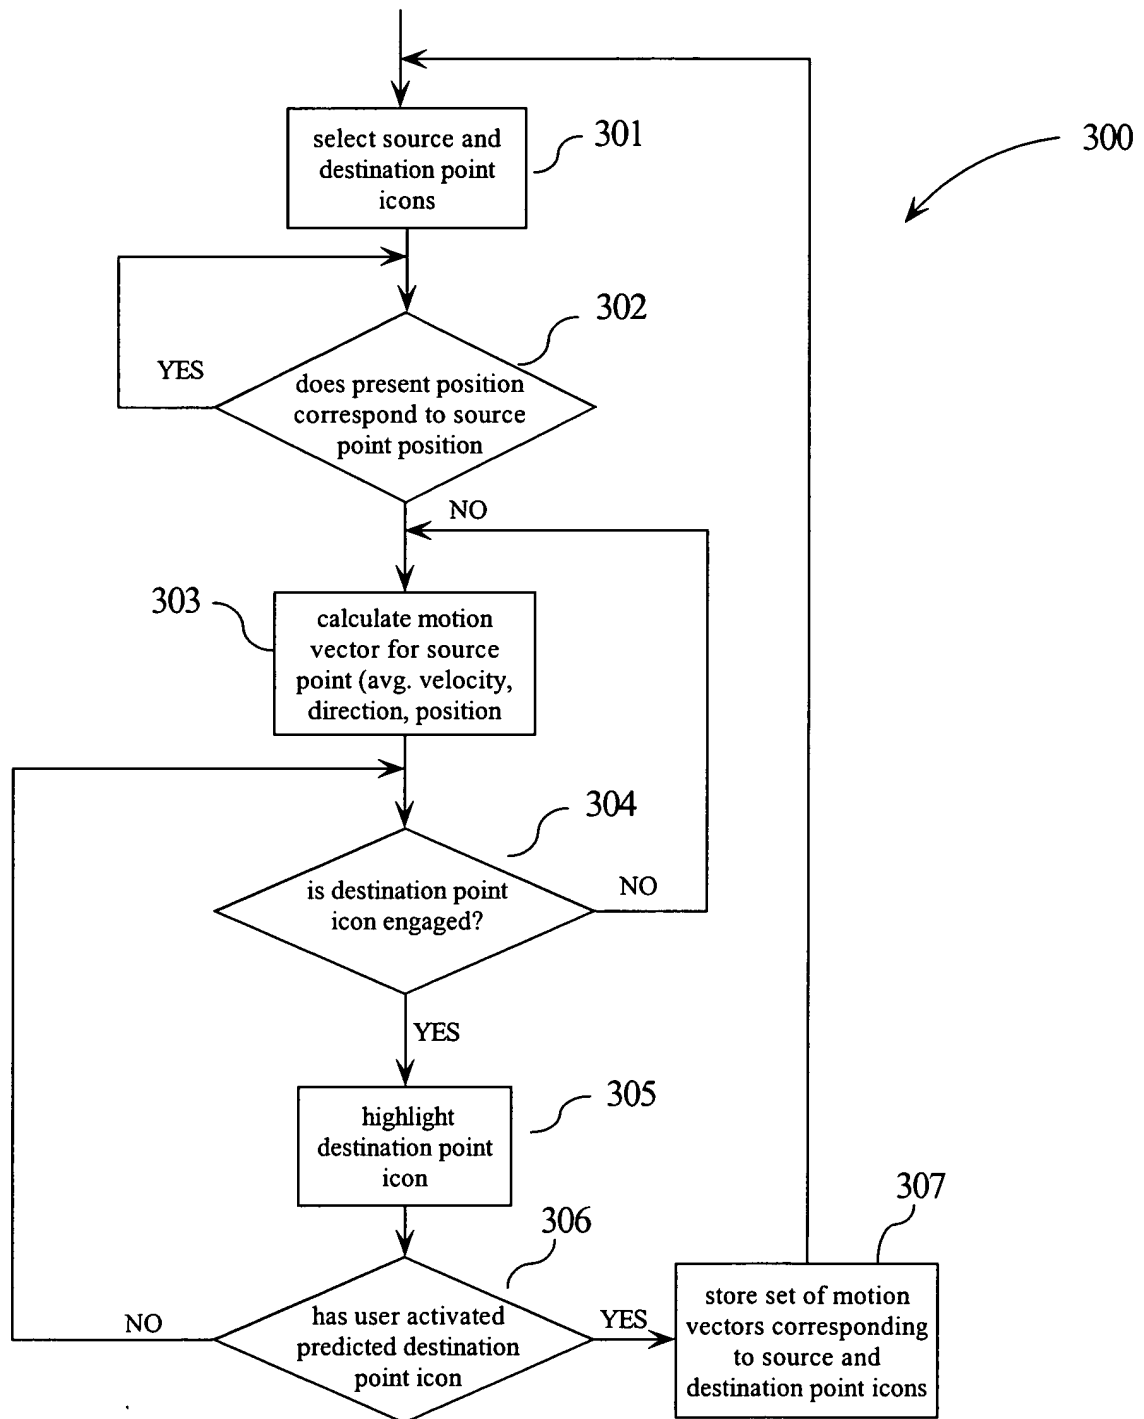 select source and
destination point
icons
301
300
302
YES
does present position
correspond to source
point position
NO
303
calculate motion
vector for source
point (avg. velocity,
direction, position
304
is destination point
icon engaged?
NO
YES
305
highlight
destination point
icon
306
307
NO
has user activated
predicted destination
point icon
YES
store set of motion
vectors corresponding
to source and
destination point icons